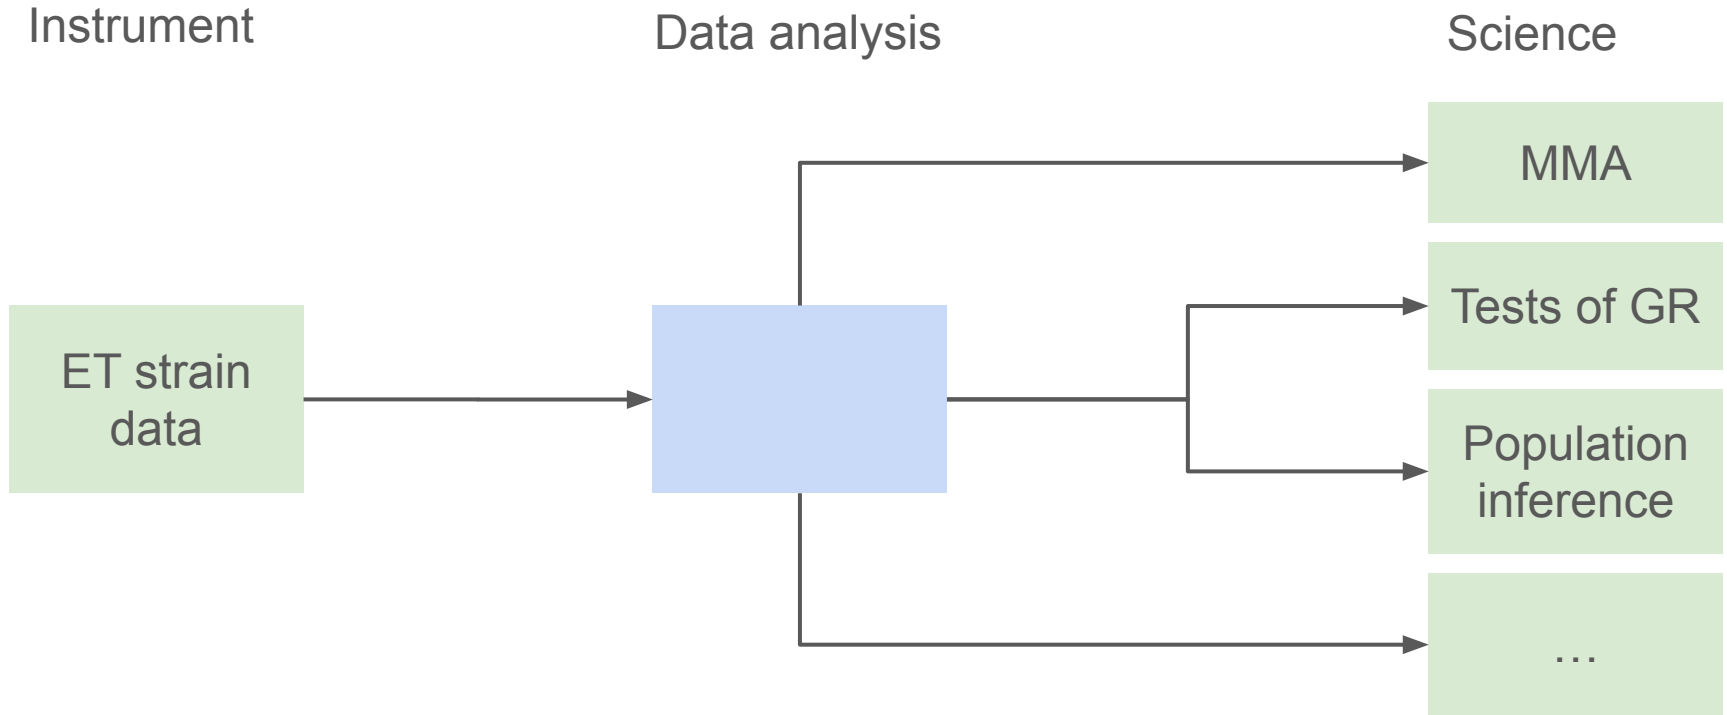 Instrument
Data analysis
Science
MMA
Tests of GR
ET strain
data
Population
inference
…